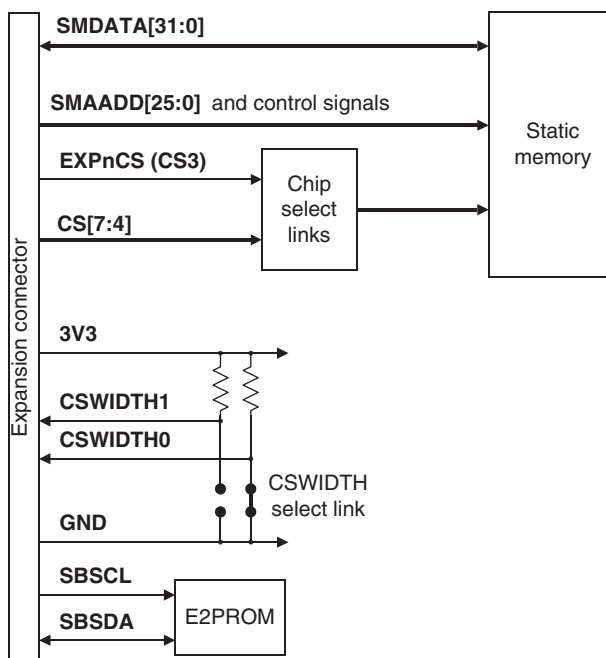 SMDATA[31:0]
SMAADD[25:0] and control signals
Static
memory
EXPnCS (CS3)
Chip
select
links
CS[7:4]
Expansion connector
3V3
CSWIDTH1
CSWIDTH0
CSWIDTH
select link
GND
SBSCL
E2PROM
SBSDA